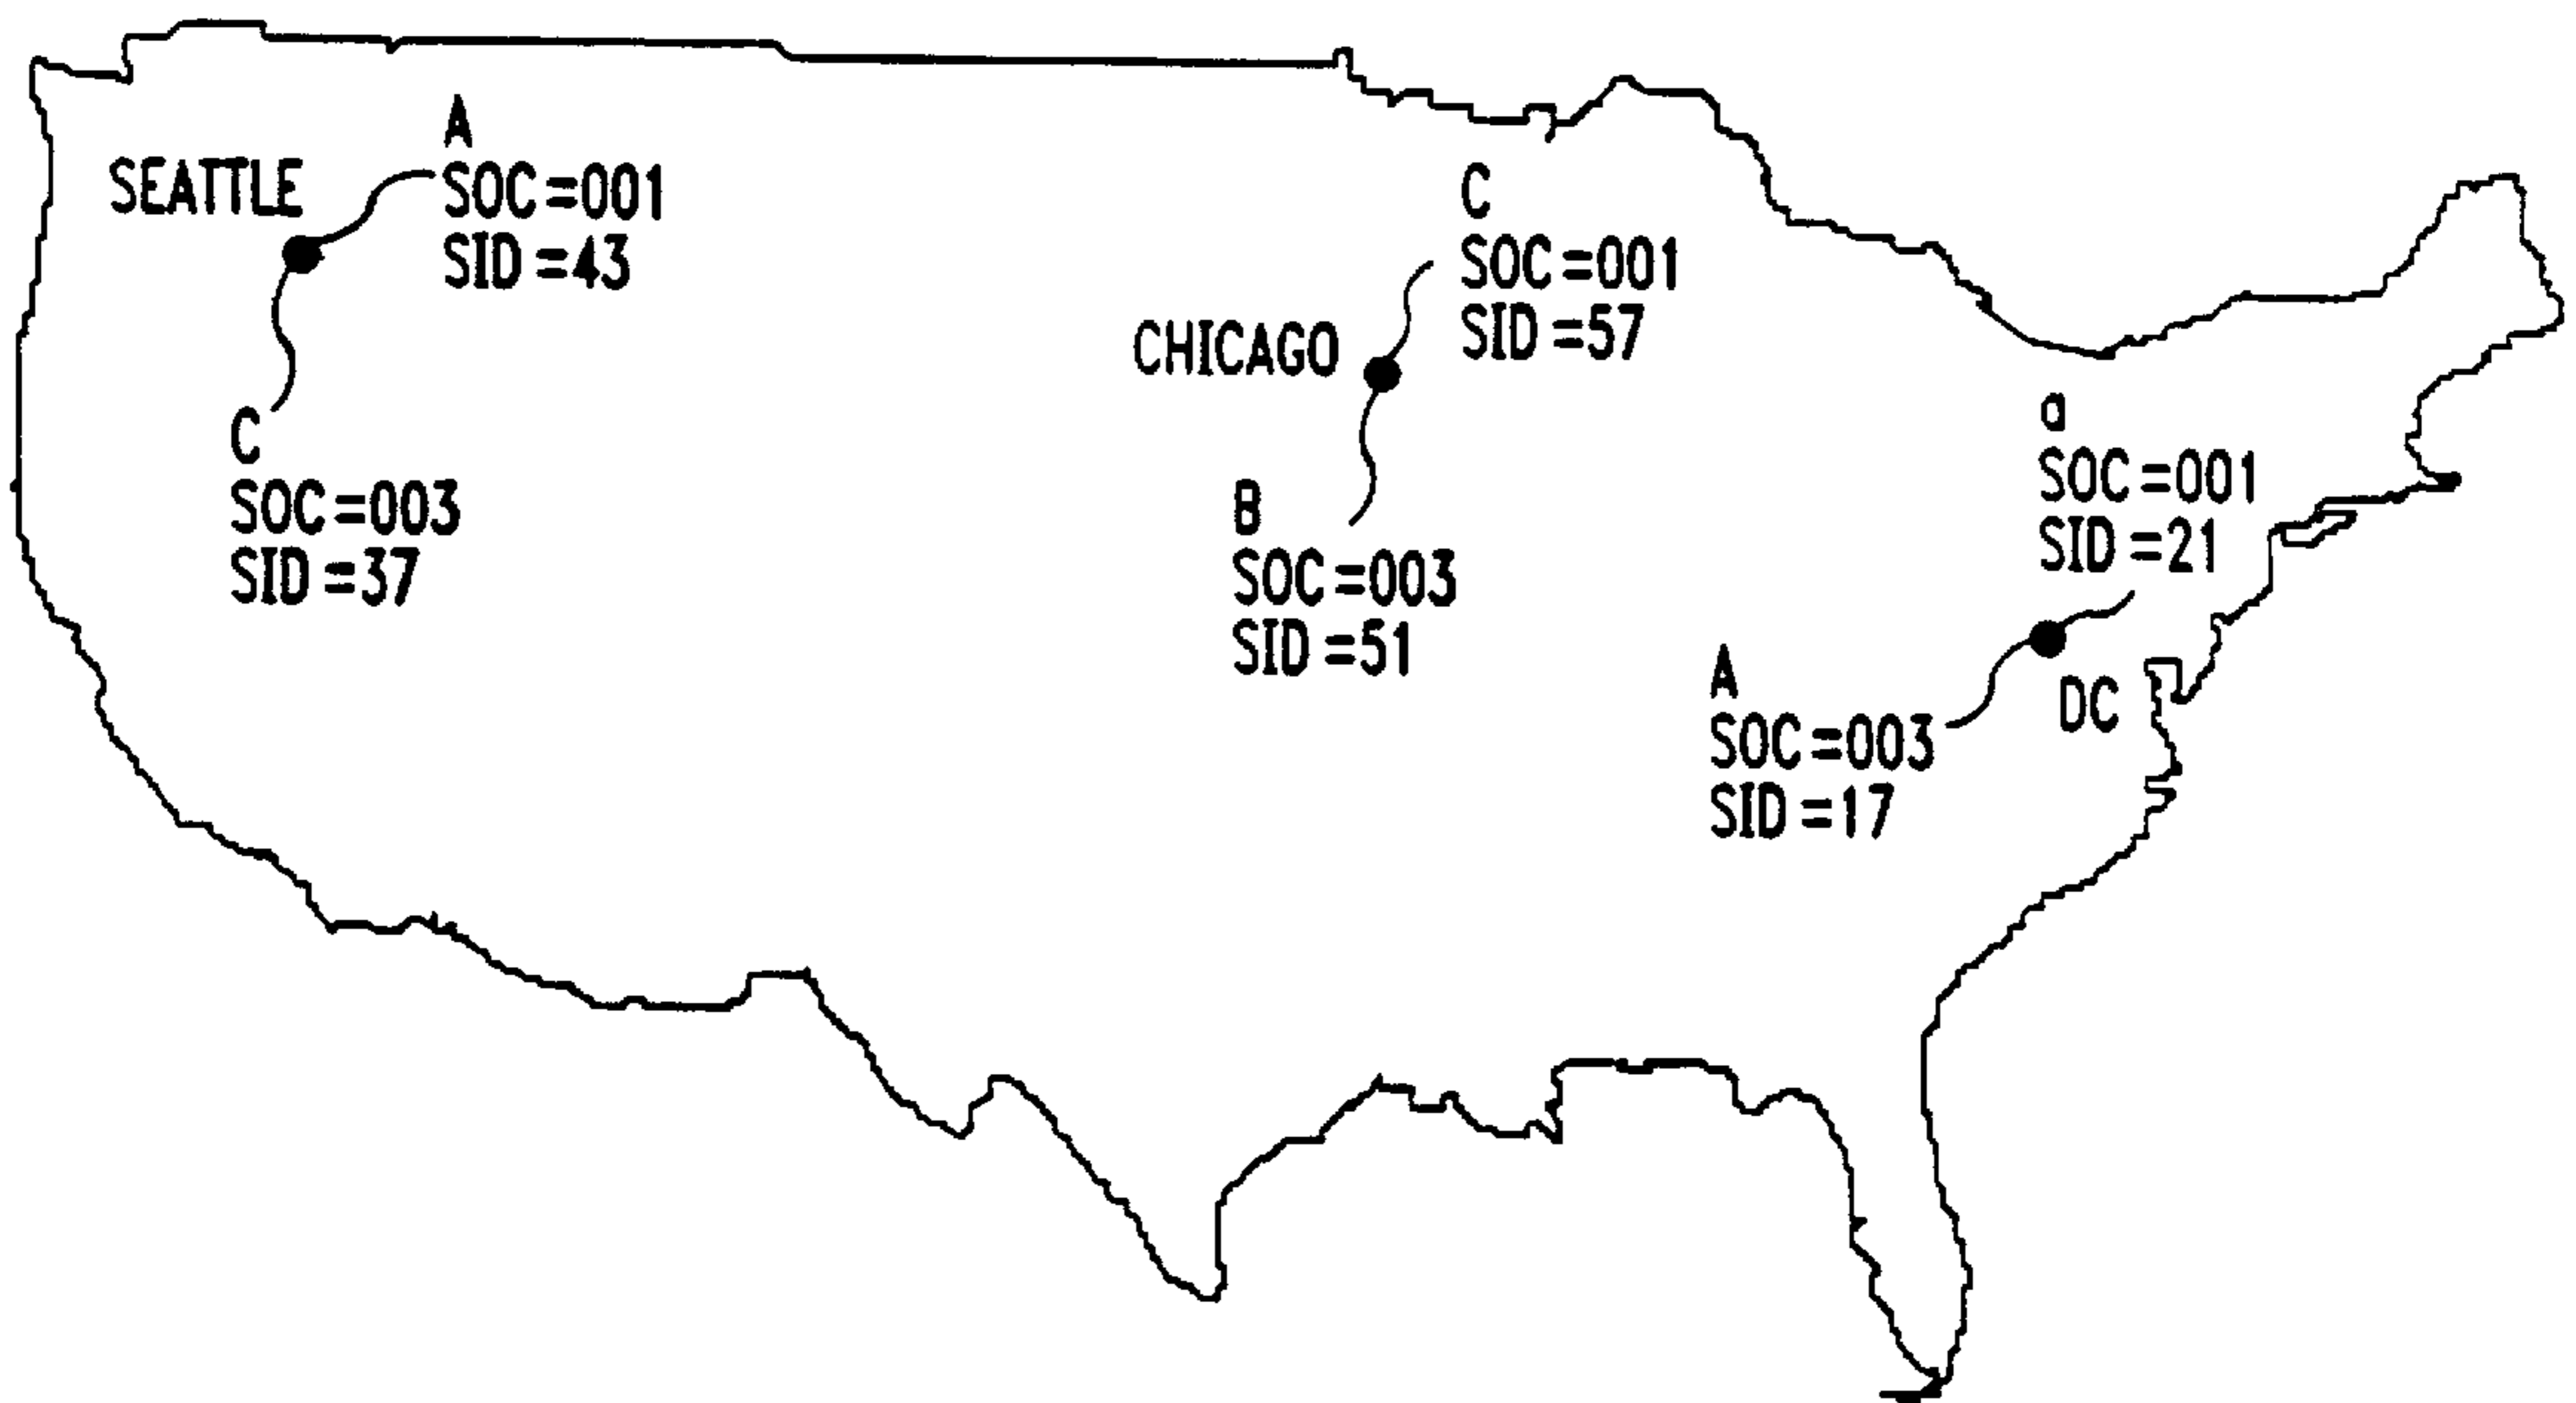 SEATTLE
A
SOC=001
SID=43
C
SOC=003
SID=37
CHICAGO
C
SOC=001
SID=57
B
SOC=003
SID=51
a
SOC=001
SID=21
A
SOC=003
SID=17
DC